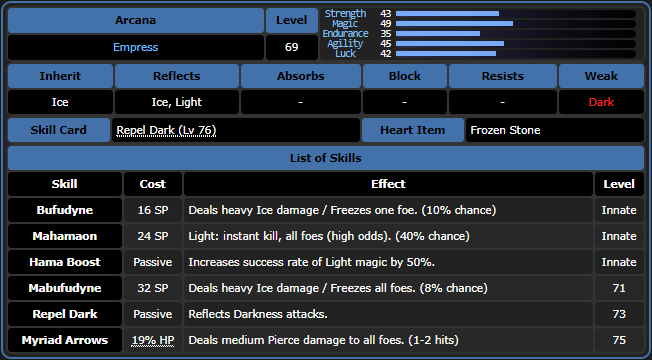 Arcana Level
Empress 69
Strength 43
Magic 49
Endurance 35
Agility 45
Luck 42
Inherit Reflects Absorbs Block Resists Weak
Ice Ice, Light - - - Dark
Skill Card Repel Dark (Lv 76) Heart Item Frozen Stone
List of Skills
Skill Cost Effect Level
Bufudyne 16 SP Deals heavy Ice damage / Freezes one foe. (10% chance) Innate
Mahamaon 24 SP Light: instant kill, all foes (high odds). (40% chance) Innate
Hama Boost Passive Increases success rate of Light magic by 50%. Innate
Mabufudyne 32 SP Deals heavy Ice damage / Freezes all foes. (8% chance) 71
Repel Dark Passive Reflects Darkness attacks. 73
Myriad Arrows 19% HP Deals medium Pierce damage to all foes. (1-2 hits) 75